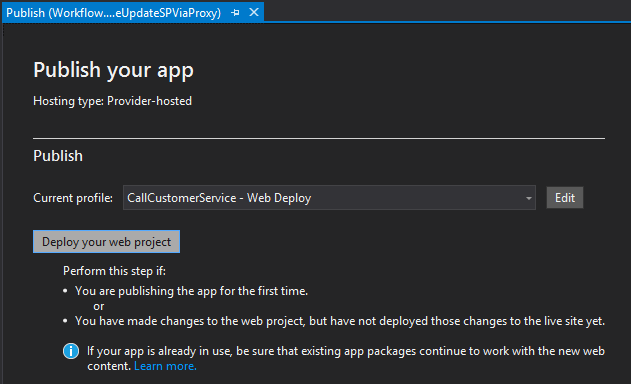 Publish (Workflow....eUpdateSPViaProxy)
Publish your app
Hosting type: Provider-hosted
Publish
Current profile: CallCustomerService - Web Deploy Edit
Deploy your web project
Perform this step if:
• You are publishing the app for the first time.
or
• You have made changes to the web project, but have not deployed those changes to the live site yet.
If your app is already in use, be sure that existing app packages continue to work with the new web
content. Learn more.